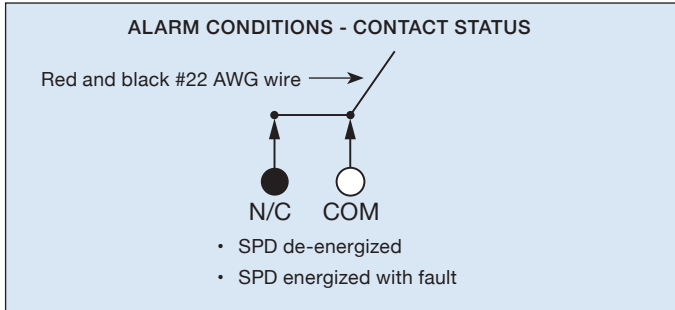 ALARM CONDITIONS - CONTACT STATUS
Red and black #22 AWG wire
N/C COM
• SPD de-energized
• SPD energized with fault